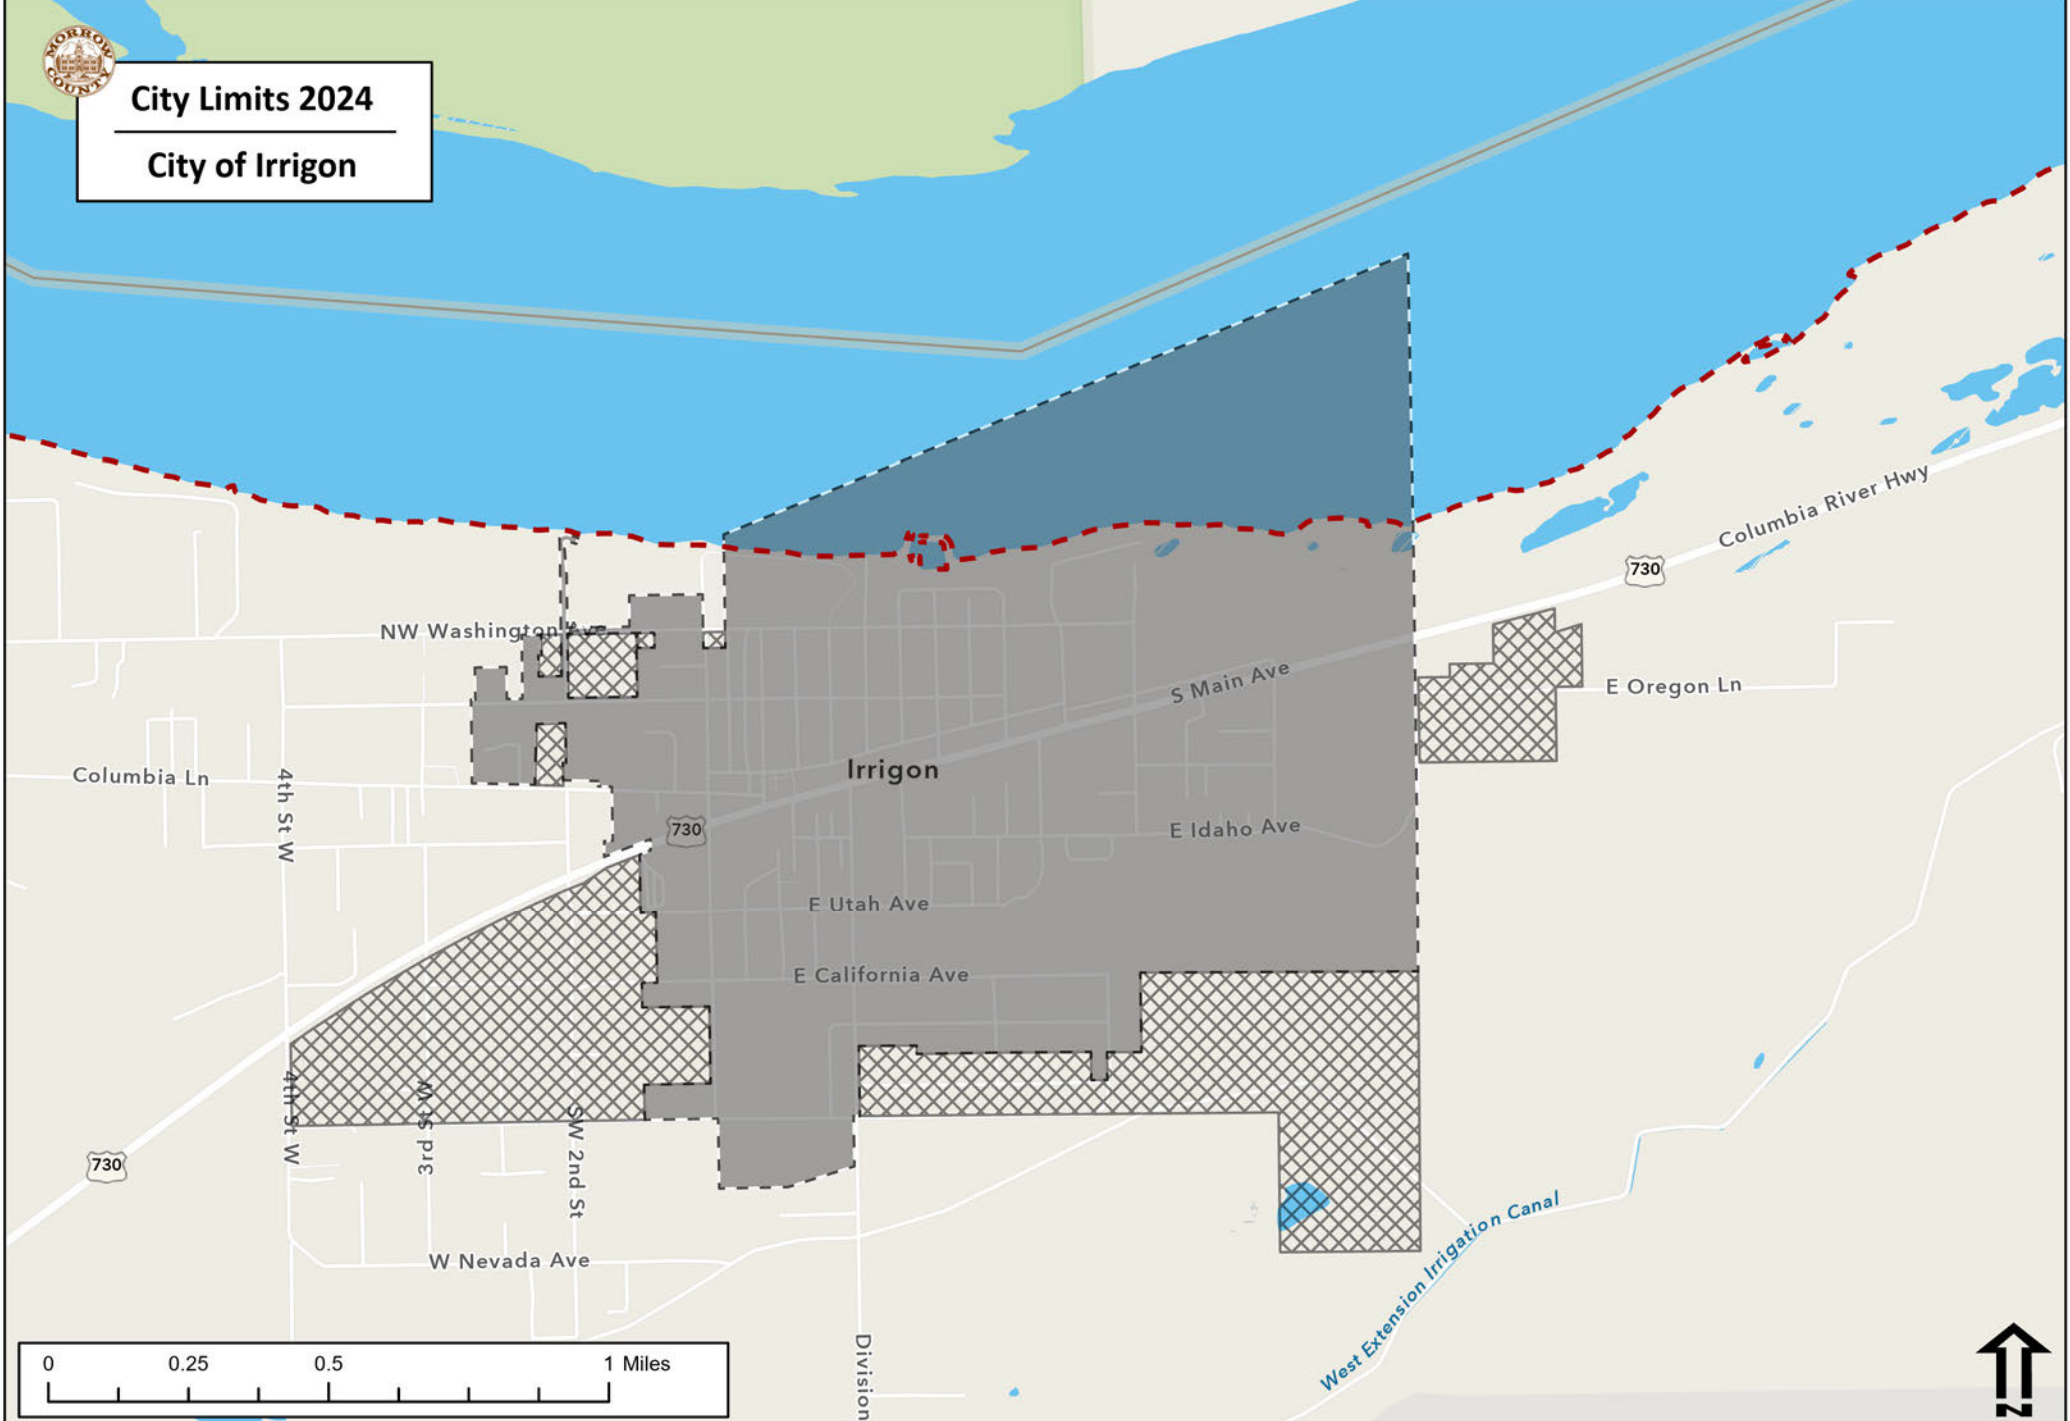 MORROW
COUNTY
City Limits 2024
City of Irrigon
Columbia River Hwy
730
NW Washington Ave
S Main Ave
E Oregon Ln
Columbia Ln
4th St W
Irrigon
730
E Idaho Ave
E Utah Ave
E California Ave
4th St W
3rd St W
SW 2nd St
730
W Nevada Ave
West Extension Irrigation Canal
Division
0 0.25 0.5 1 Miles
N